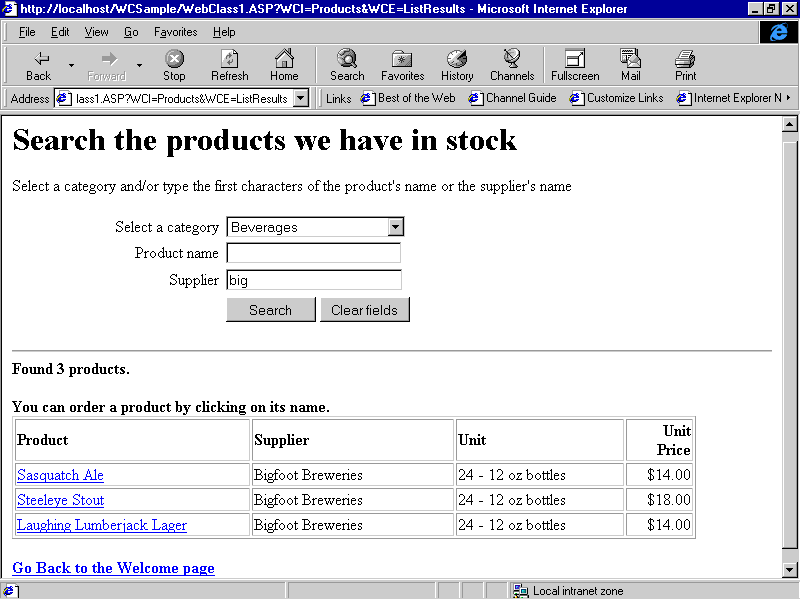 http://localhost/WCSample/WebClass1.ASP?WCI=Products&WCE=ListResults - Microsoft Internet Explorer
File Edit View Go Favorites Help
Back Forward Stop Refresh Home Search Favorites History Channels Fullscreen Mail Print
Address lass1.ASP?WCI=Products&WCE=ListResults Links Best of the Web Channel Guide Customize Links Internet Explorer N
Search the products we have in stock
Select a category and/or type the first characters of the product's name or the supplier's name
Select a category Beverages
Product name
Supplier big
Search Clear fields
Found 3 products.
You can order a product by clicking on its name.
Product Supplier Unit Unit Price
Sasquatch Ale Bigfoot Breweries 24 - 12 oz bottles $14.00
Steeleye Stout Bigfoot Breweries 24 - 12 oz bottles $18.00
Laughing Lumberjack Lager Bigfoot Breweries 24 - 12 oz bottles $14.00
Go Back to the Welcome page
Local intranet zone